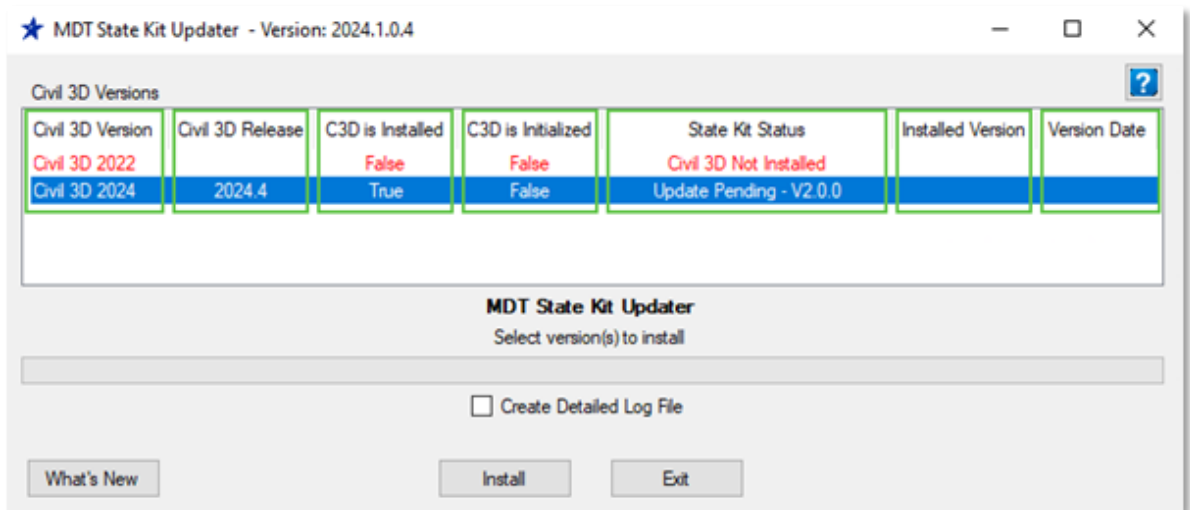 MDT State Kit Updater - Version: 2024.1.0.4
Civil 3D Versions
?
Civil 3D Version Civil 3D Release C3D is Installed C3D is Initialized State Kit Status Installed Version Version Date
Civil 3D 2022 False False Civil 3D Not Installed
Civil 3D 2024 2024.4 True False Update Pending - V2.0.0
MDT State Kit Updater
Select version(s) to install
Create Detailed Log File
What's New Install Exit